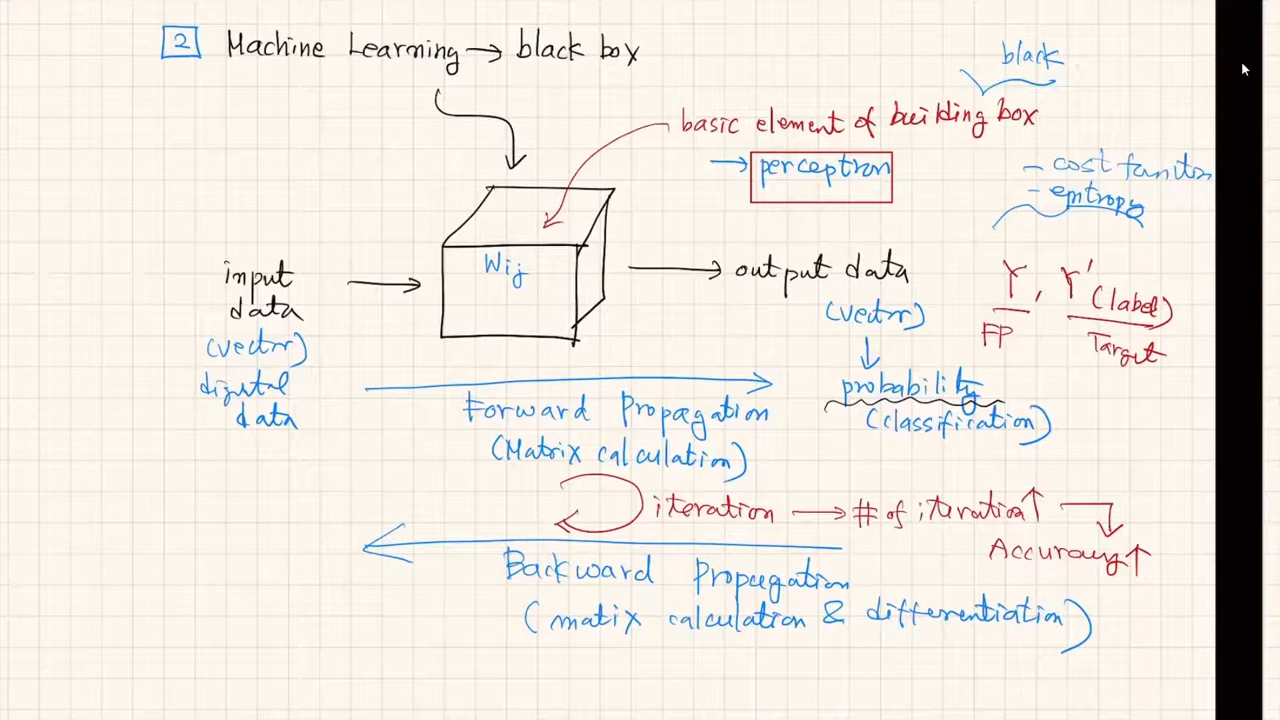 2 Machine Learning → black box
black
basic element of building box
→ perceptron
- cost function
- entropy
Wij
input
data
(vector)
digital
data
output data
(vector)
↓
probability
(classification)
Y, Y'(label)
FP
Target
Forward Propagation
(Matrix calculation)
iteration → # of iteration↑
Accuracy↑
Backward Propagation
(matix calculation & differentiation)